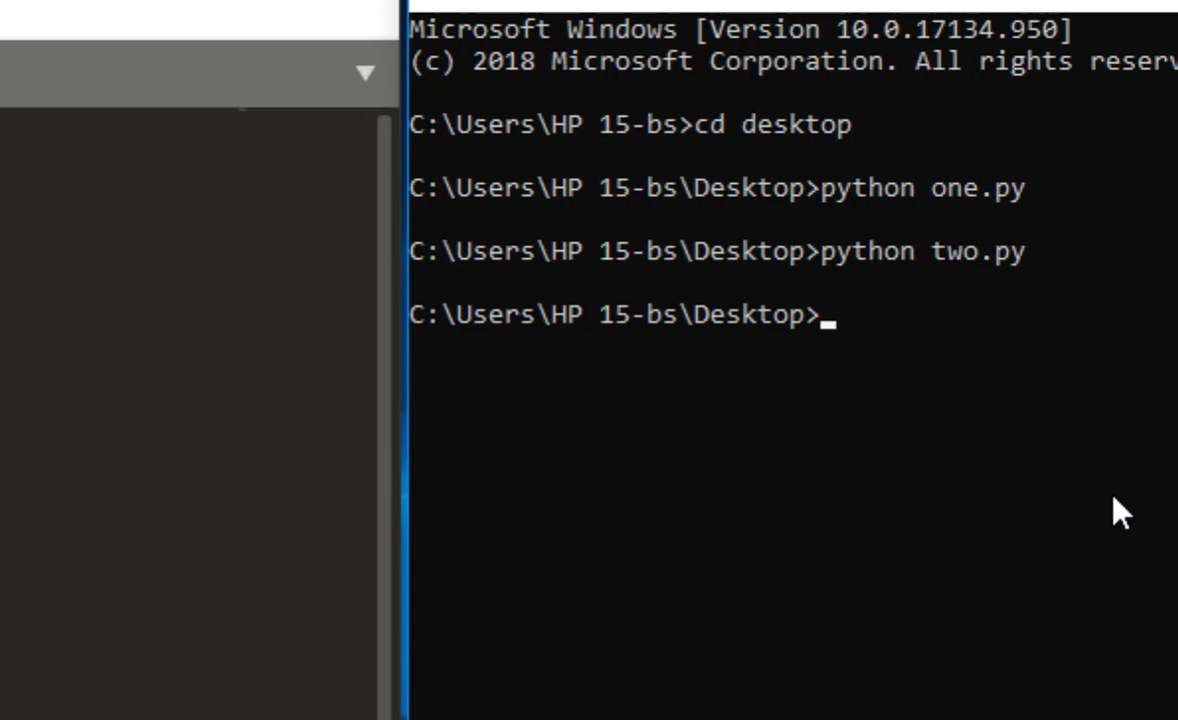 Microsoft Windows [Version 10.0.17134.950]
(c) 2018 Microsoft Corporation. All rights
C:\Users\HP 15-bs>cd desktop
C:\Users\HP 15-bs\Desktop>python one.py
C:\Users\HP 15-bs\Desktop>python two.py
C:\Users\HP 15-bs\Desktop>